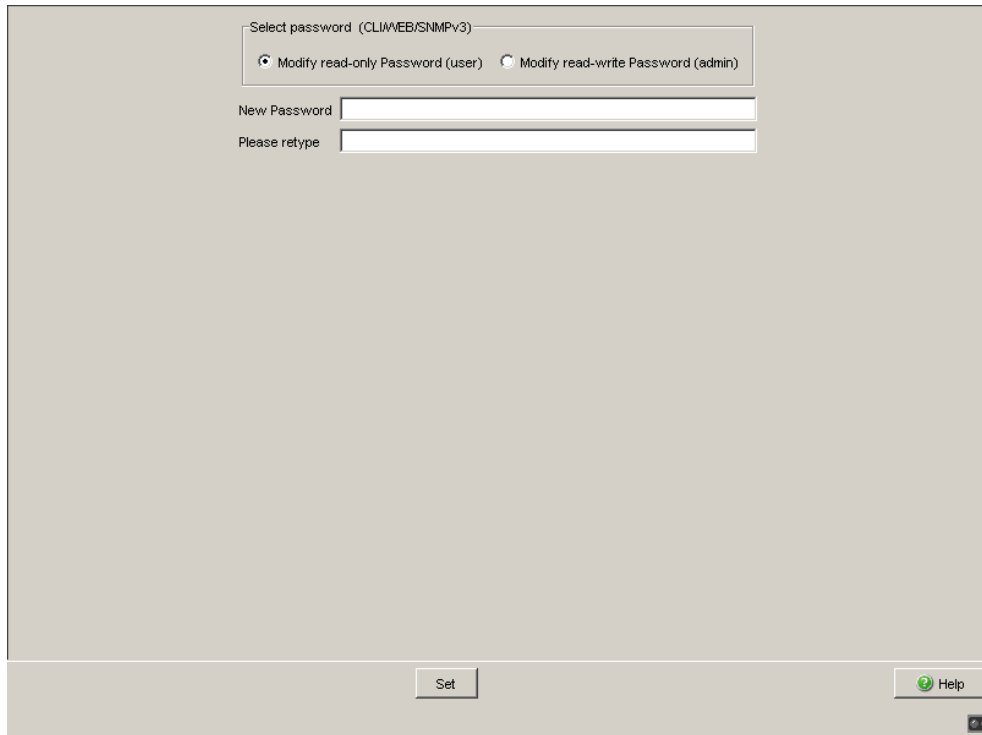 Select password (CLI/WEB/SNMPv3)
Modify read-only Password (user) Modify read-write Password (admin)
New Password
Please retype
Set
Help